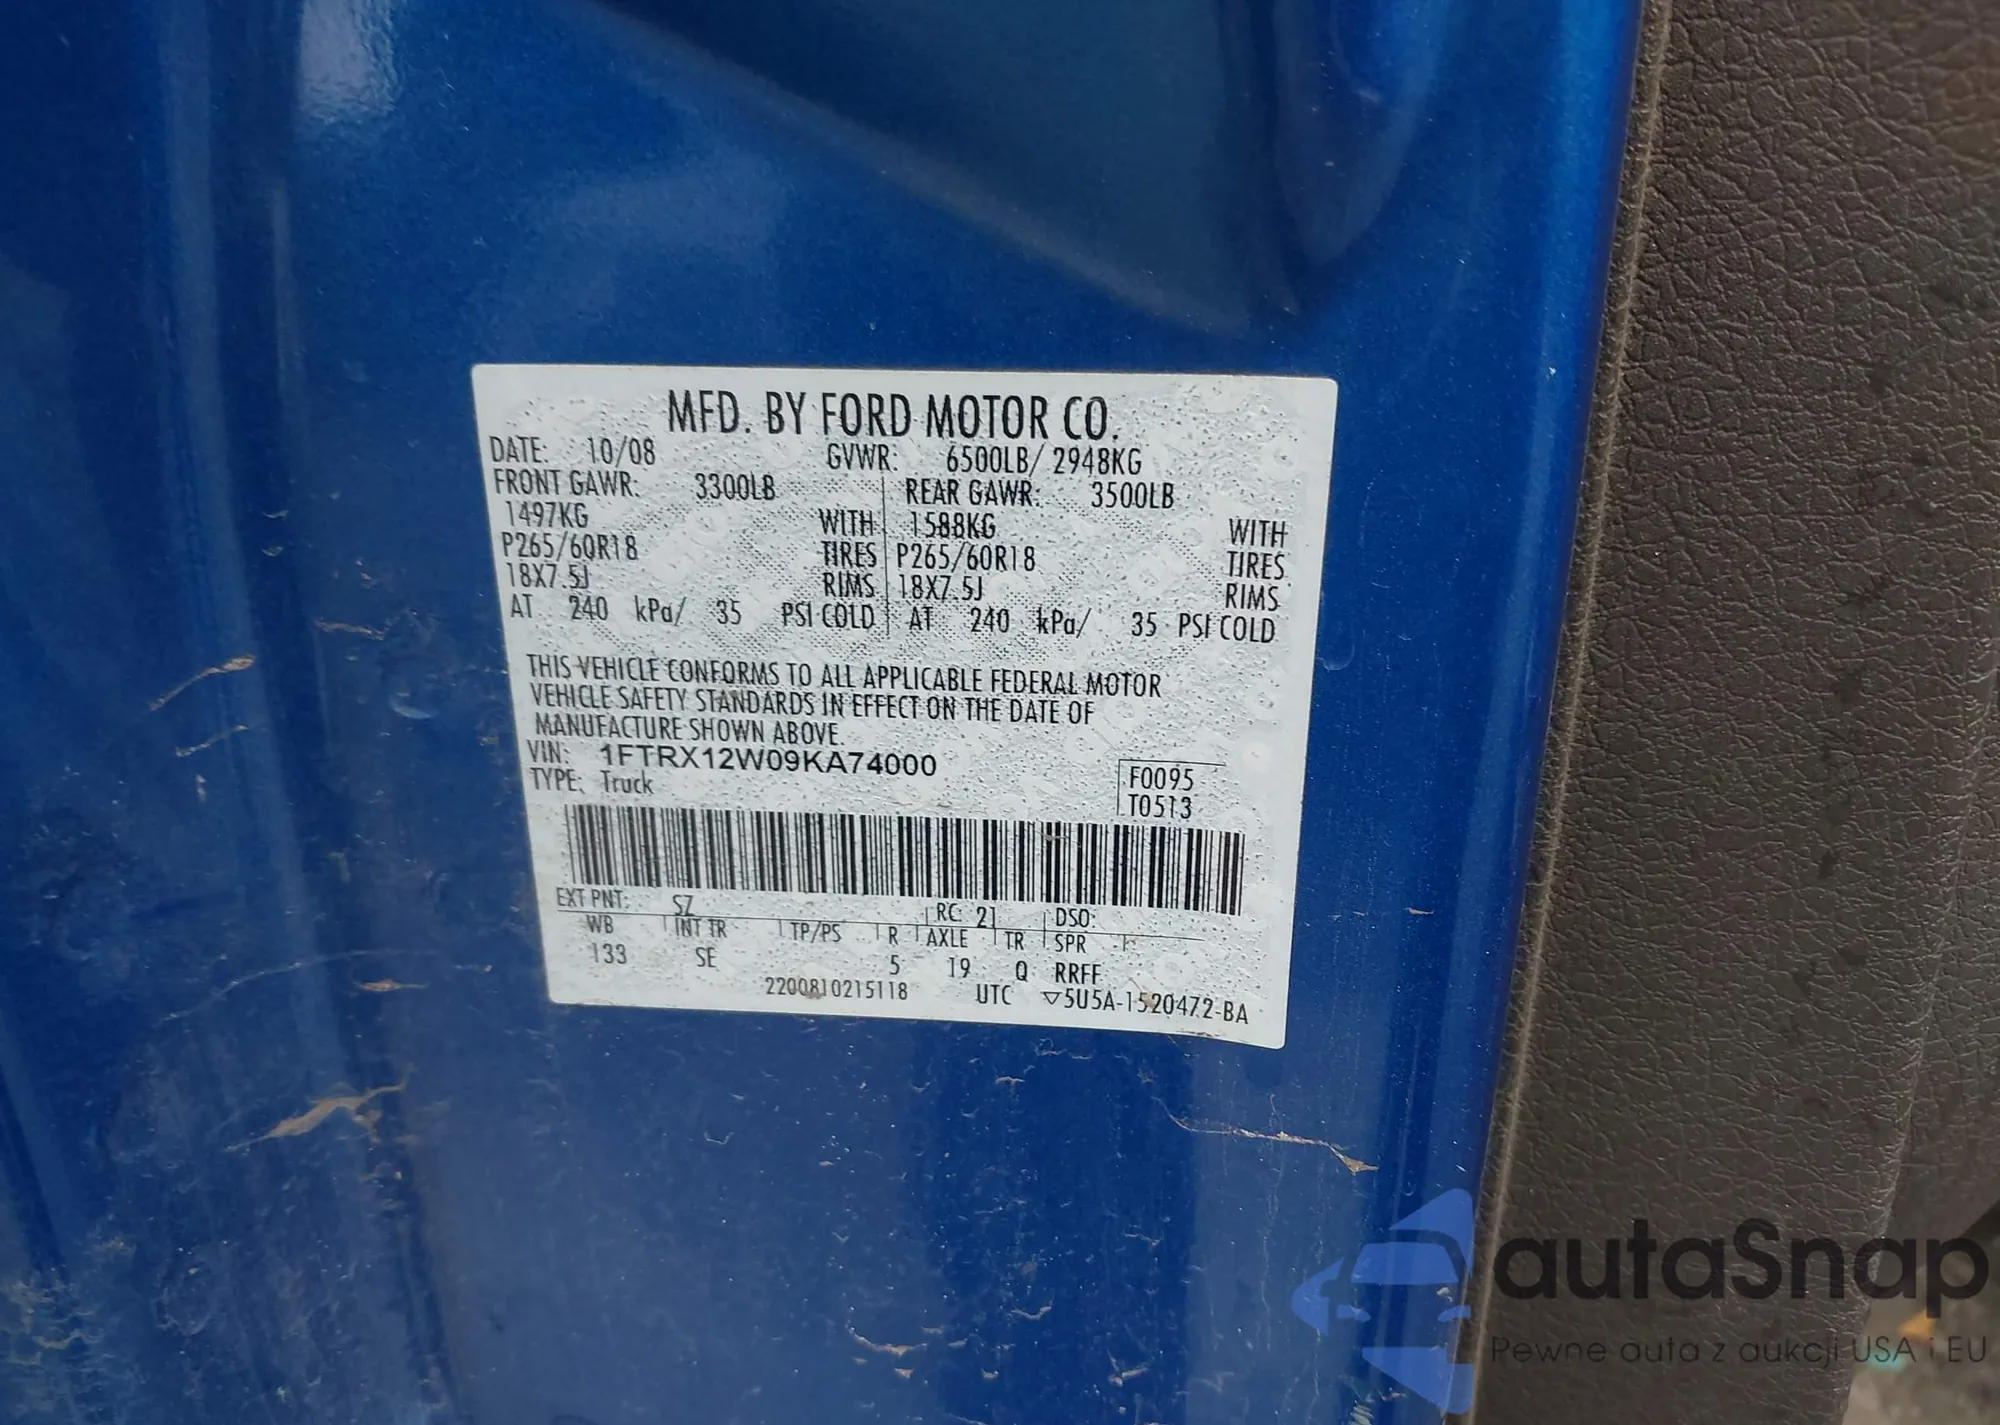 MFD. BY FORD MOTOR CO.
DATE: 10/08 GVWR: 6500LB/ 2948KG
FRONT GAWR: 3300LB REAR GAWR: 3500LB
1497KG WITH 1588KG WITH
P265/60R18 TIRES P265/60R18 TIRES
18X7.5J RIMS 18X7.5J RIMS
AT 240 kPa/ 35 PSI COLD AT 240 kPa/ 35 PSI COLD
THIS VEHICLE CONFORMS TO ALL APPLICABLE FEDERAL MOTOR
VEHICLE SAFETY STANDARDS IN EFFECT ON THE DATE OF
MANUFACTURE SHOWN ABOVE.
VIN: 1FTRX12W09KA74000
TYPE: Truck
F0095
T0513
EXT PNT: SZ RC: 21 DSO:
WB INT TR TP/PS R AXLE TR SPR
133 SE 5 19 Q RRFF
2200810215118 UTC ▽5U5A-1520472-BA
autaSnap
Pewne auta z aukcji USA i EU